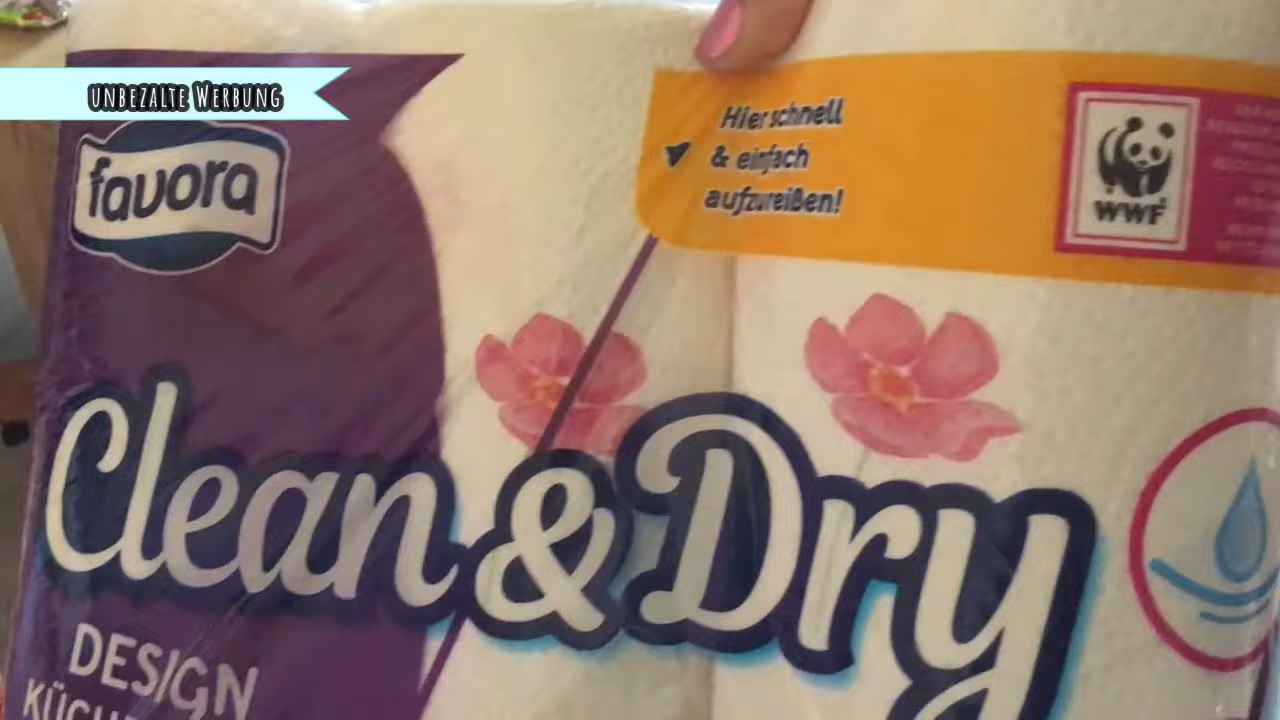 unbezalte Werbung
favora
Hier schnell
& einfach
aufzureißen!
WWF
Clean & Dry
DESIGN